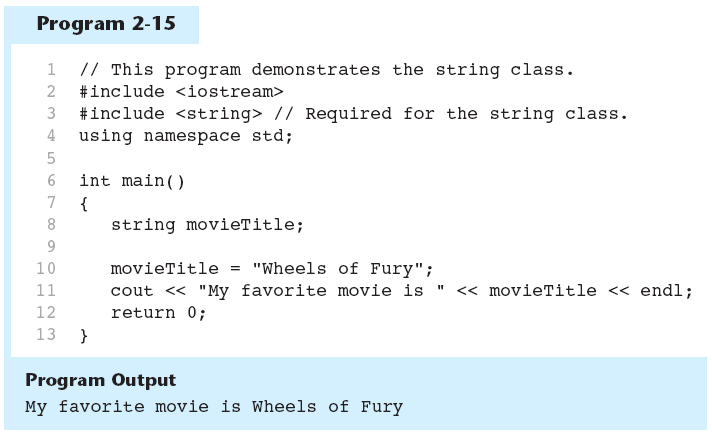 Program 2-15
1 // This program demonstrates the string class.
2 #include <iostream>
3 #include <string> // Required for the string class.
4 using namespace std;
5
6 int main()
7 {
8    string movieTitle;
9
10    movieTitle = "Wheels of Fury";
11    cout << "My favorite movie is " << movieTitle << endl;
12    return 0;
13 }
Program Output
My favorite movie is Wheels of Fury